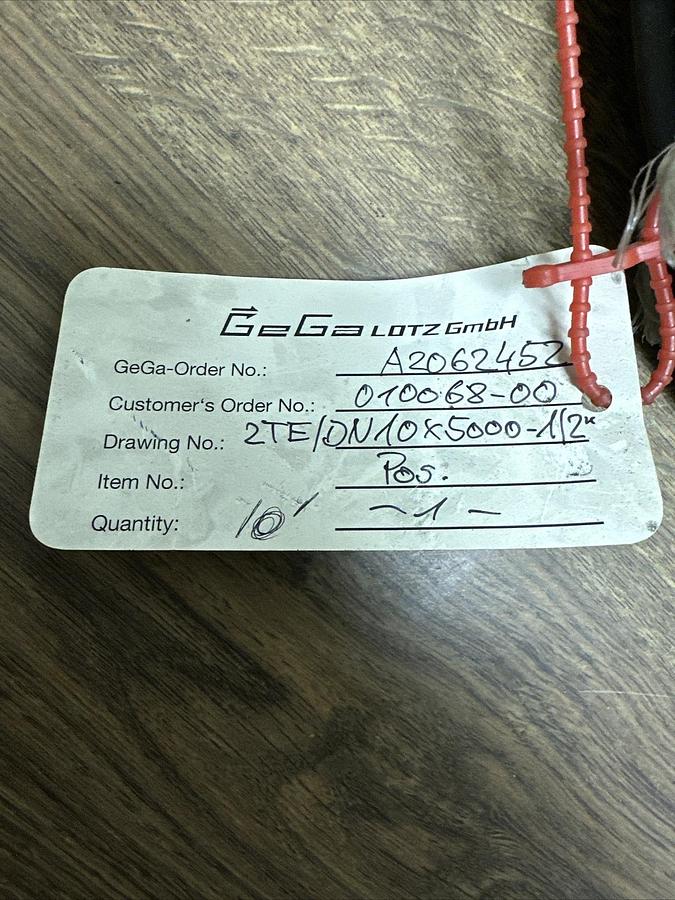 GeGa LOTZ GmbH
GeGa-Order No.: A2062452
Customer's Order No.: 010068-00
Drawing No.: 2TE/DN10x5000-1/2"
Item No.: Pos.
Quantity: 10' -1-